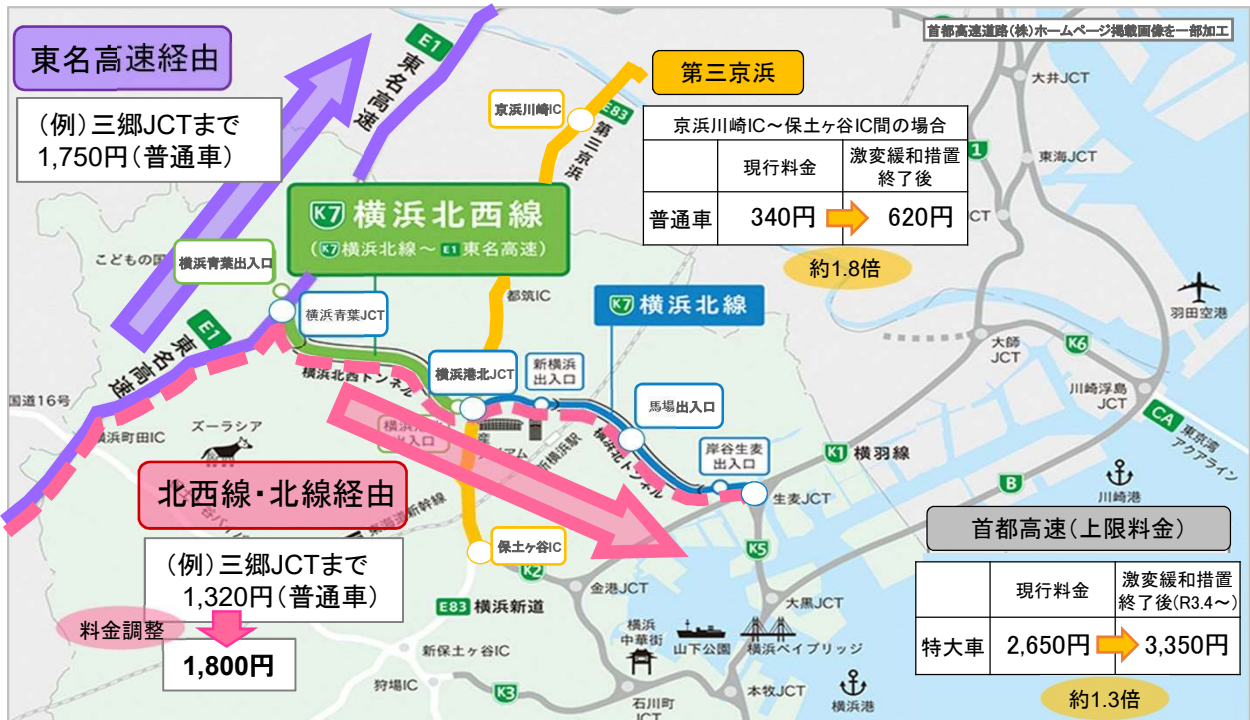 首都高速道路(株)ホームページ掲載画像を一部加工
東名高速経由
(例)三郷JCTまで
1,750円(普通車)
E1
東名高速
京浜川崎IC
E83
第三京浜
第三京浜
京浜川崎IC～保土ヶ谷IC間の場合
現行料金
激変緩和措置
終了後
普通車
340円
620円
約1.8倍
大井JCT
1
東海JCT
JCT
K7 横浜北西線
(K7横浜北線～E1東名高速)
こどもの国
横浜青葉出入口
横浜青葉JCT
都筑IC
K7 横浜北線
羽田空港
E1
東名高速
横浜北西トンネル
横浜港北JCT
新横浜
出入口
馬場出入口
大師
JCT
K6
川崎浮島
JCT
CA
東京湾
アクアライン
国道16号
横浜町田IC
ズーラシア
出入口
新横浜駅
横浜北トンネル
岸谷生麦
出入口
K1 横羽線
生麦JCT
B
川崎港
北西線・北線経由
東海道新幹線
(例)三郷JCTまで
1,320円(普通車)
料金調整
1,800円
保土ヶ谷IC
K2
K5
金港JCT
大黒JCT
E83 横浜新道
新保土ヶ谷IC
狩場IC
K3
横浜
中華街
山下公園
横浜ベイブリッジ
石川町
JCT
本牧JCT
横浜港
首都高速(上限料金)
現行料金
激変緩和措置
終了後(R3.4～)
特大車
2,650円
3,350円
約1.3倍